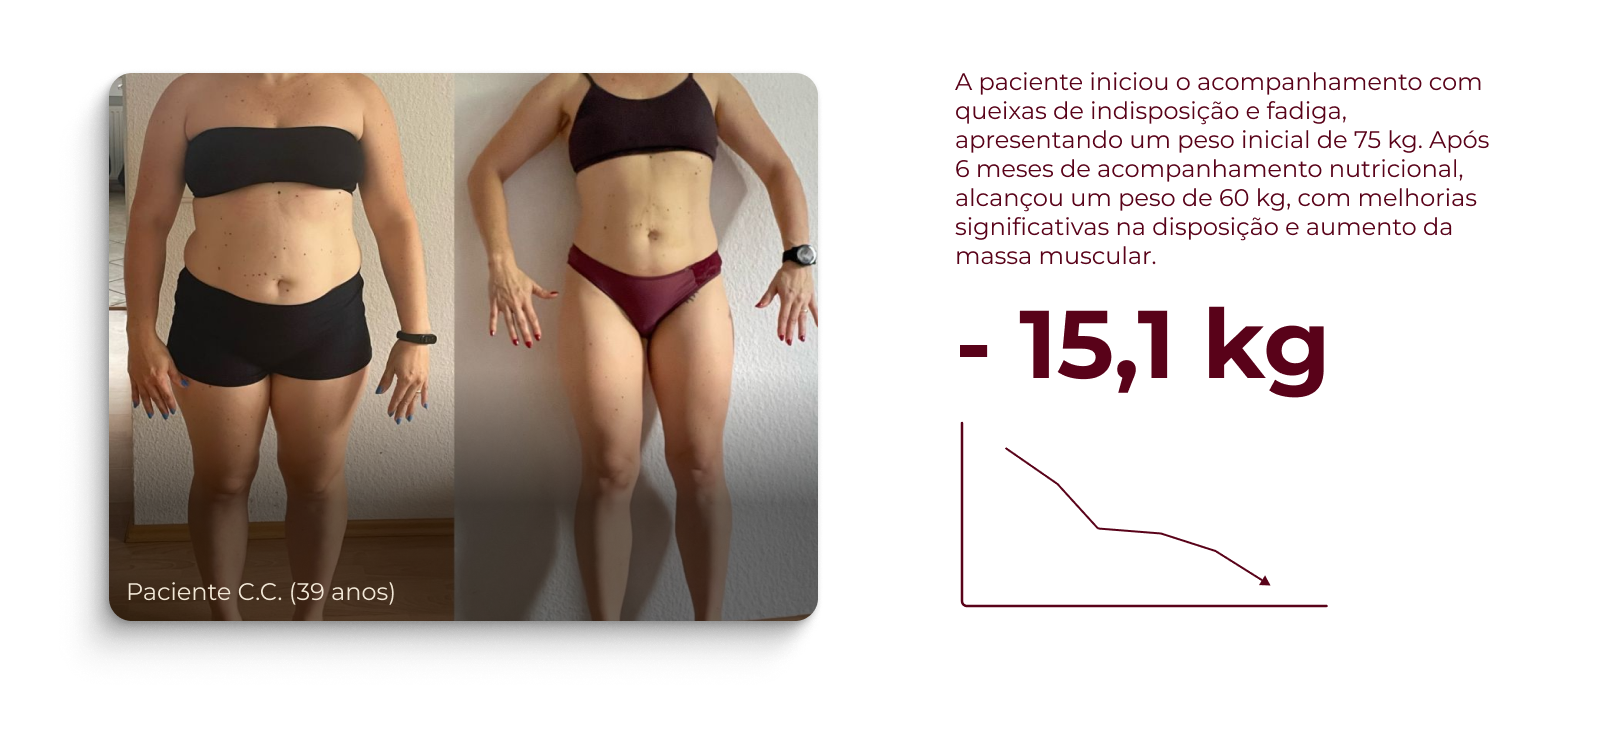 A paciente iniciou o acompanhamento com
queixas de indisposição e fadiga,
apresentando um peso inicial de 75 kg. Após
6 meses de acompanhamento nutricional,
alcançou um peso de 60 kg, com melhorias
significativas na disposição e aumento da
massa muscular.
- 15,1 kg
Paciente C.C. (39 anos)